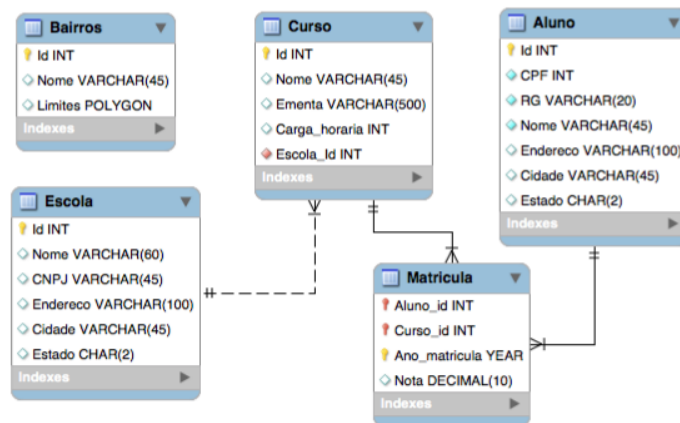 Bairros
Id INT
Nome VARCHAR(45)
Limites POLYGON
Indexes
Curso
Id INT
Nome VARCHAR(45)
Ementa VARCHAR(500)
Carga_horaria INT
Escola_Id INT
Indexes
Aluno
Id INT
CPF INT
RG VARCHAR(20)
Nome VARCHAR(45)
Endereco VARCHAR(100)
Cidade VARCHAR(45)
Estado CHAR(2)
Indexes
Escola
Id INT
Nome VARCHAR(60)
CNPJ VARCHAR(45)
Endereco VARCHAR(100)
Cidade VARCHAR(45)
Estado CHAR(2)
Indexes
Matricula
Aluno_id INT
Curso_id INT
Ano_matricula YEAR
Nota DECIMAL(10)
Indexes